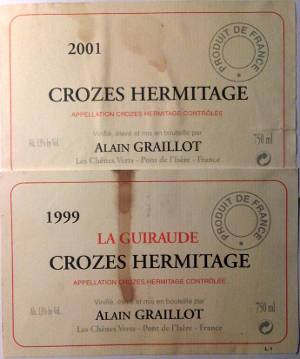 2001
PRODUIT DE FRANCE
CROZES HERMITAGE
APPELLATION CROZES HERMITAGE CONTRÔLÉE
Vinifié, élevé et mis en bouteille par
Alc. 13% by Vol.
ALAIN GRAILLOT
750 ml
Les Chênes Verts - Pont de l'Isère - France
1999
PRODUIT DE FRANCE
LA GUIRAUDE
CROZES HERMITAGE
APPELLATION CROZES HERMITAGE CONTRÔLÉE
Vinifié, élevé et mis en bouteille par
Alc. 13% by Vol.
ALAIN GRAILLOT
750 ml
Les Chênes Verts - Pont de l'Isère - France